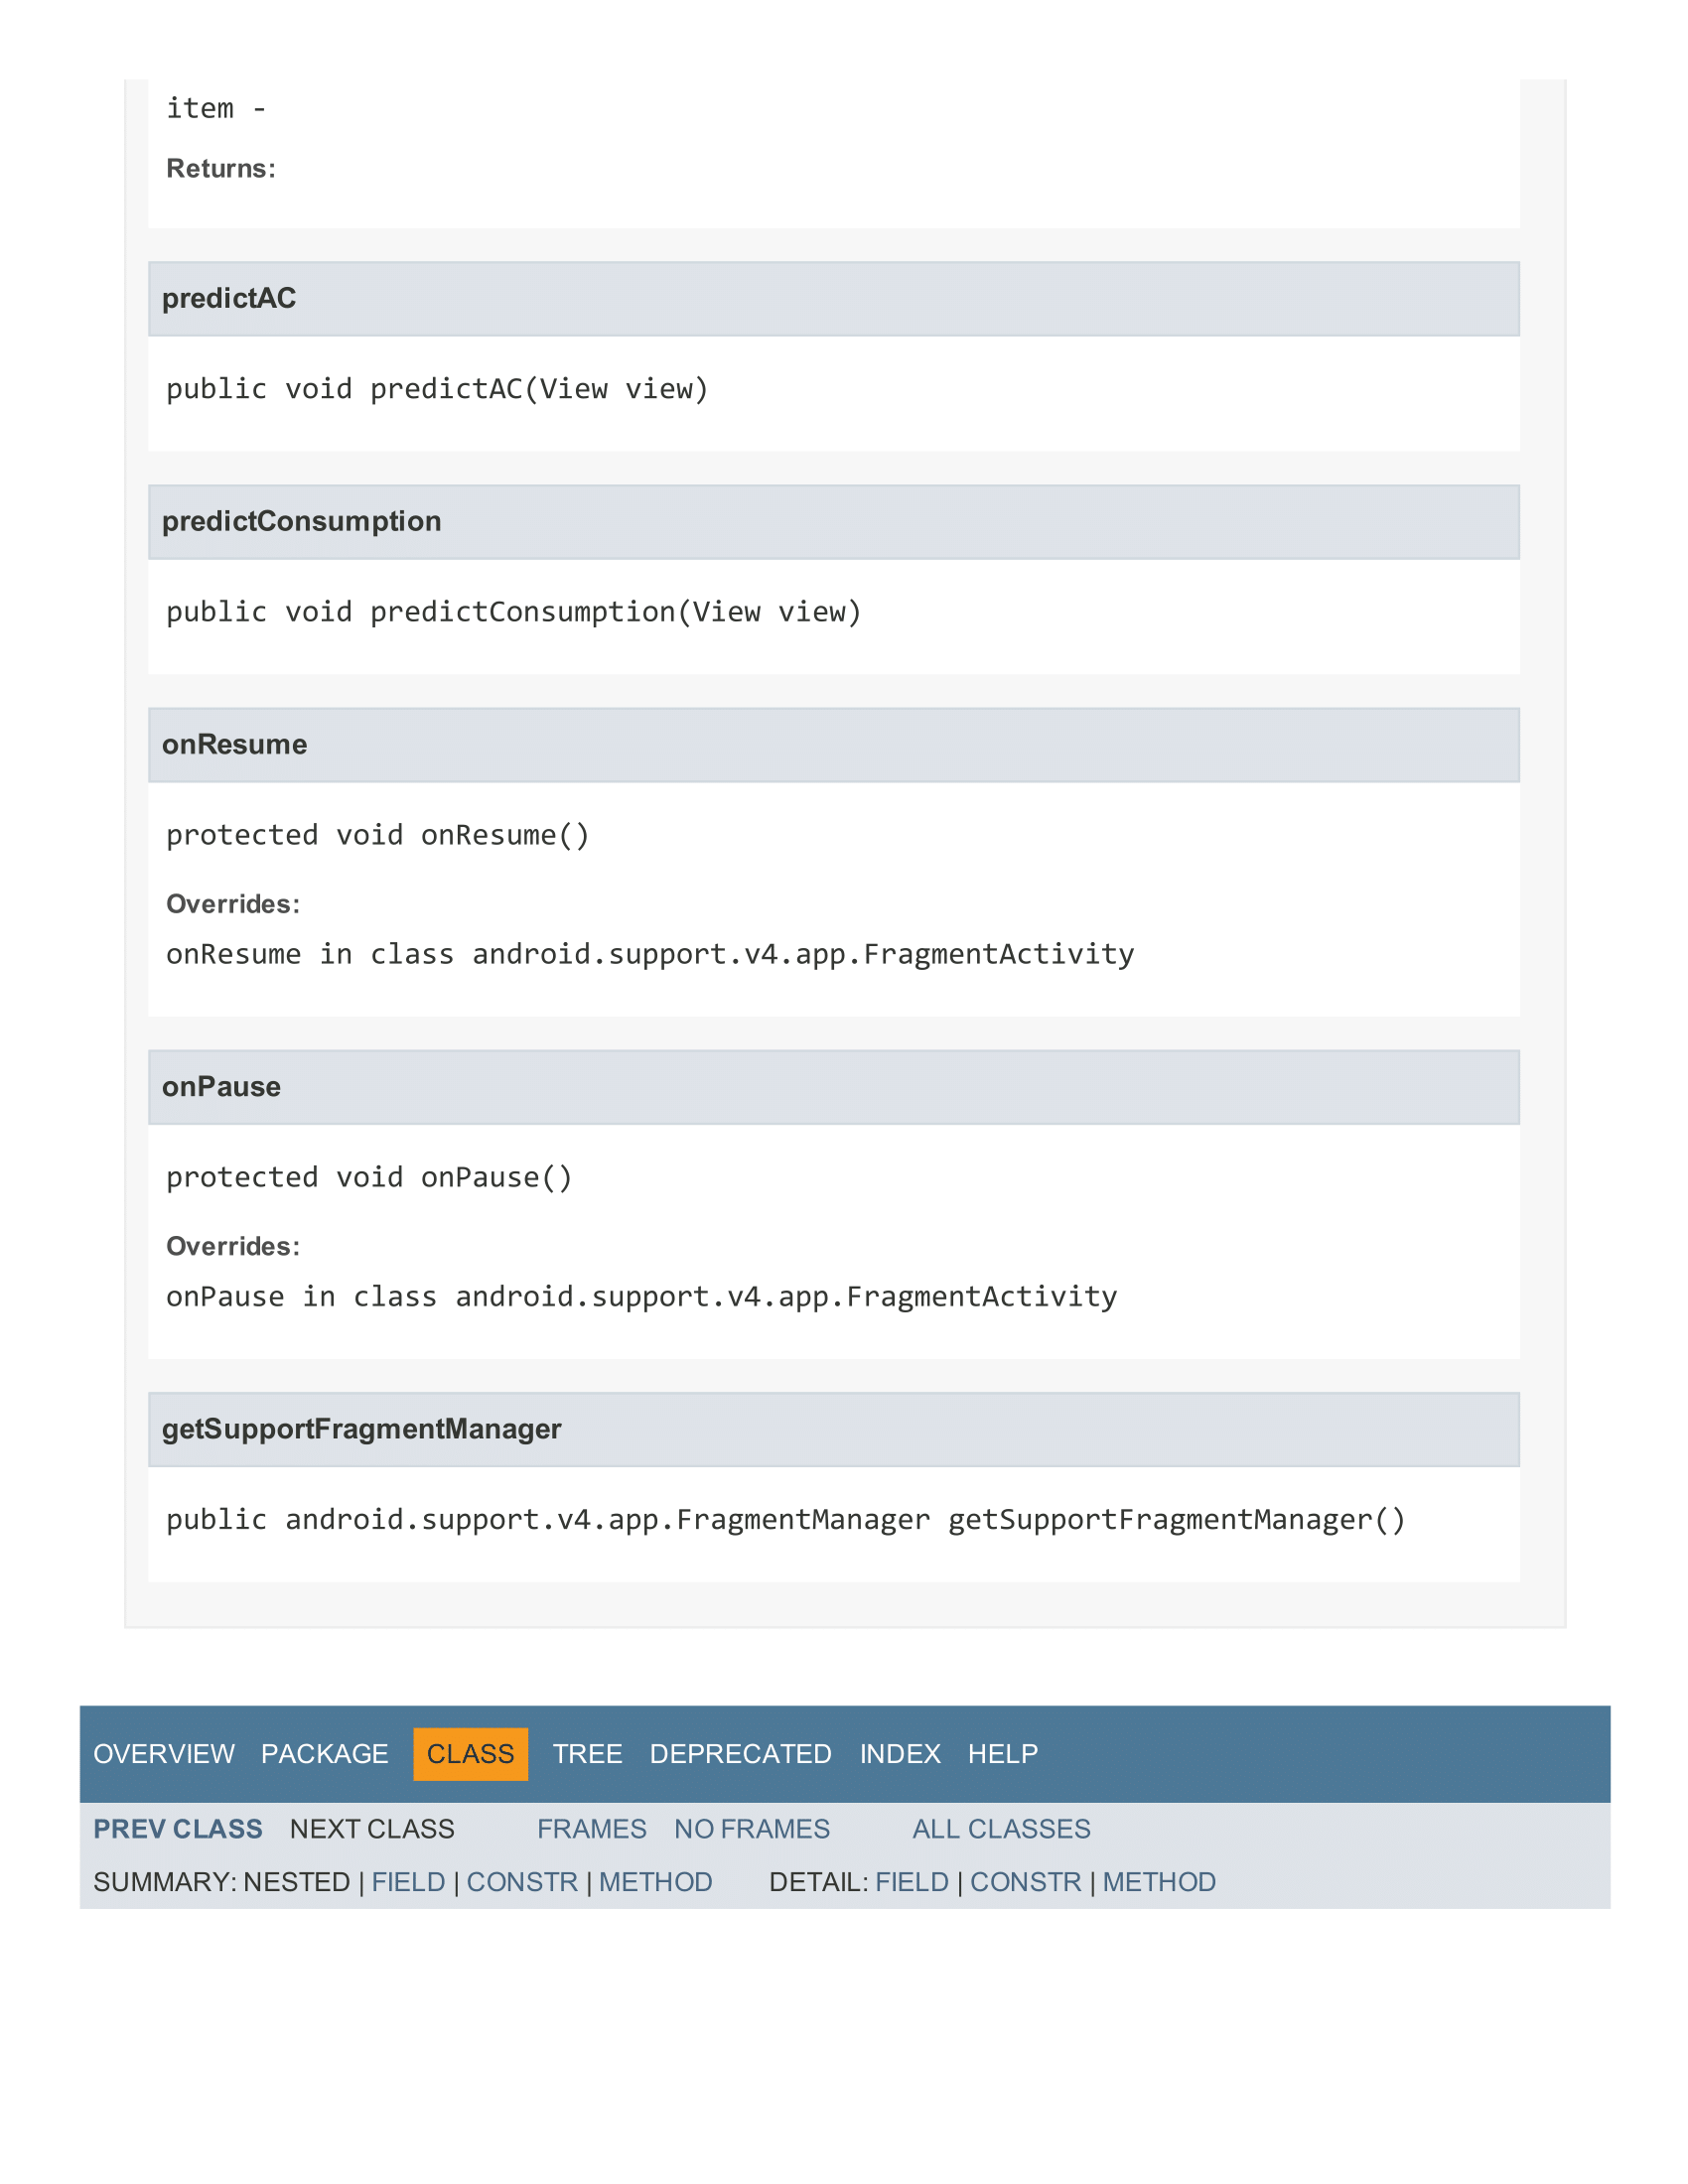 item -
Returns:
predictAC
public void predictAC(View view)
predictConsumption
public void predictConsumption(View view)
onResume
protected void onResume()
Overrides:
onResume in class android.support.v4.app.FragmentActivity
onPause
protected void onPause()
Overrides:
onPause in class android.support.v4.app.FragmentActivity
getSupportFragmentManager
public android.support.v4.app.FragmentManager getSupportFragmentManager()
OVERVIEW PACKAGE CLASS TREE DEPRECATED INDEX HELP
PREV CLASS NEXT CLASS FRAMES NO FRAMES ALL CLASSES
SUMMARY: NESTED | FIELD | CONSTR | METHOD DETAIL: FIELD | CONSTR | METHOD